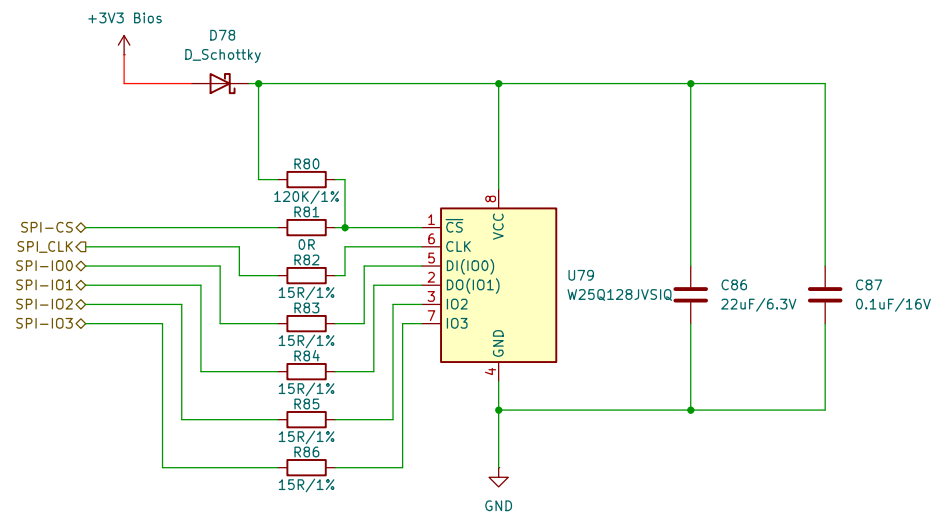 +3V3 Bios
D78
D_Schottky
R80
120K/1%
R81
0R
R82
15R/1%
R83
15R/1%
R84
15R/1%
R85
15R/1%
R86
15R/1%
SPI-CS
SPI_CLK
SPI-IO0
SPI-IO1
SPI-IO2
SPI-IO3
1
6
5
2
3
7
8
4
CS
CLK
DI(IO0)
DO(IO1)
IO2
IO3
VCC
GND
U79
W25Q128JVSIQ
C86
22uF/6.3V
C87
0.1uF/16V
GND